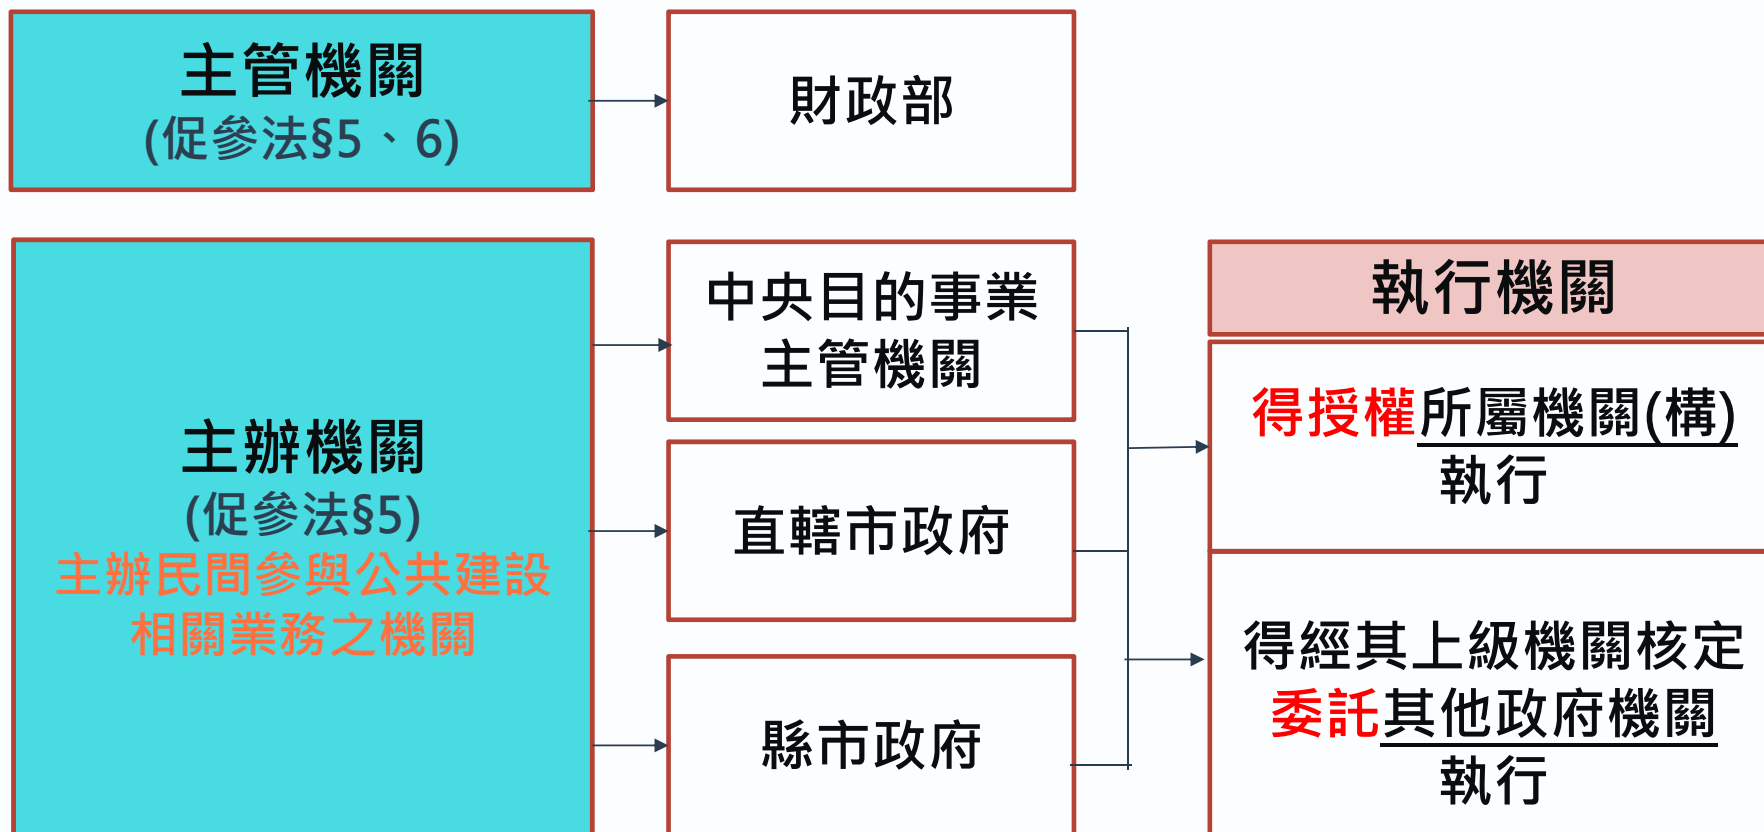 主管機關
(促參法§5、6)
財政部
主辦機關
(促參法§5)
主辦民間參與公共建設
相關業務之機關
中央目的事業
主管機關
直轄市政府
縣市政府
執行機關
得授權所屬機關(構)
執行
得經其上級機關核定
委託其他政府機關
執行